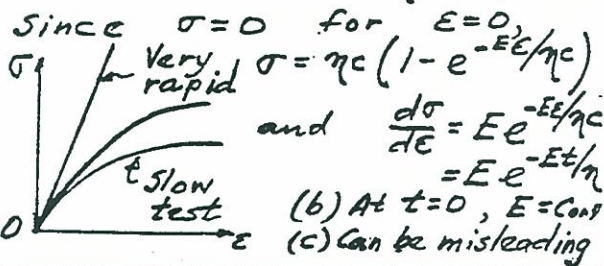 Since σ=0 for ε=0,
σ Very rapid σ = ηc (1 - e^{-Eε/ηc})
and dσ/dε = E e^{-Eε/ηc}
= E e^{-Et/η}
t Slow test
(b) At t=0, E=Con
0 ε (c) Can be misleading